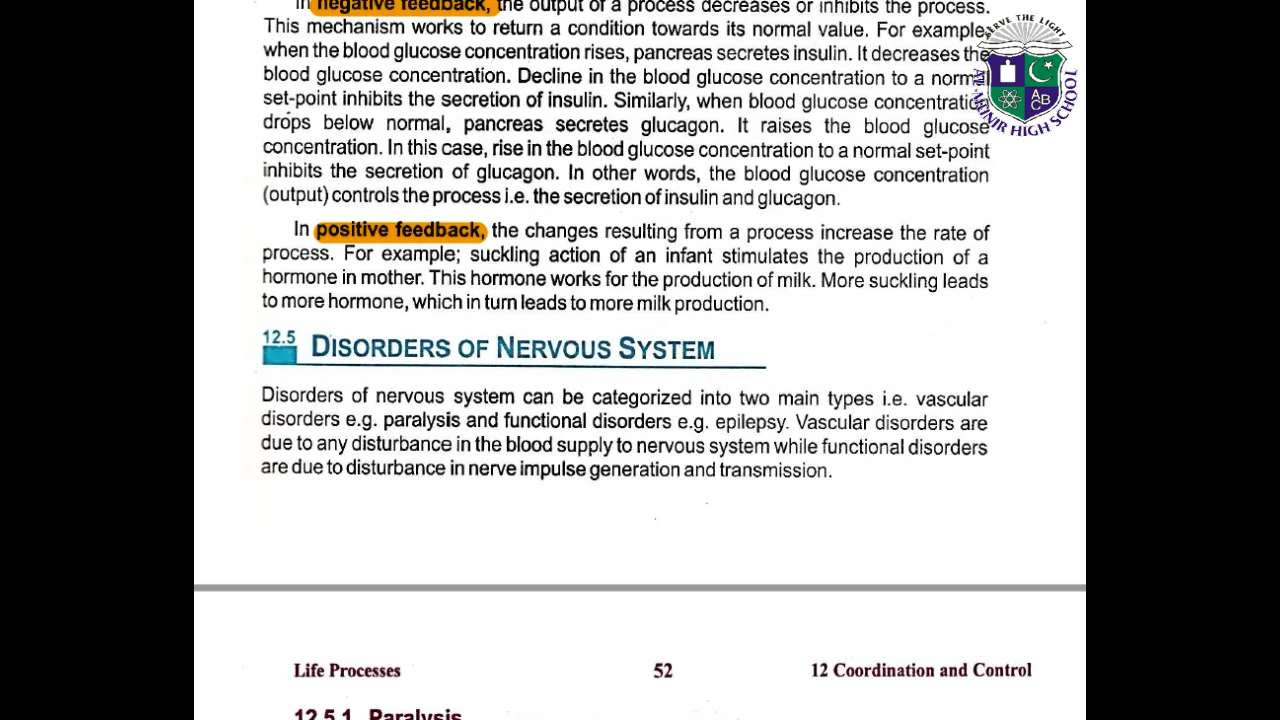 In negative feedback, the output of a process decreases or inhibits the process.
This mechanism works to return a condition towards its normal value. For example,
when the blood glucose concentration rises, pancreas secretes insulin. It decreases the
blood glucose concentration. Decline in the blood glucose concentration to a normal
set-point inhibits the secretion of insulin. Similarly, when blood glucose concentration
drops below normal, pancreas secretes glucagon. It raises the blood glucose
concentration. In this case, rise in the blood glucose concentration to a normal set-point
inhibits the secretion of glucagon. In other words, the blood glucose concentration
(output) controls the process i.e. the secretion of insulin and glucagon.
In positive feedback, the changes resulting from a process increase the rate of
process. For example; suckling action of an infant stimulates the production of a
hormone in mother. This hormone works for the production of milk. More suckling leads
to more hormone, which in turn leads to more milk production.
12.5 DISORDERS OF NERVOUS SYSTEM
Disorders of nervous system can be categorized into two main types i.e. vascular
disorders e.g. paralysis and functional disorders e.g. epilepsy. Vascular disorders are
due to any disturbance in the blood supply to nervous system while functional disorders
are due to disturbance in nerve impulse generation and transmission.
Life Processes 52 12 Coordination and Control
12.5.1 Paralysis
SERVE THE LIGHT
AB
C
HIGH SCHOOL